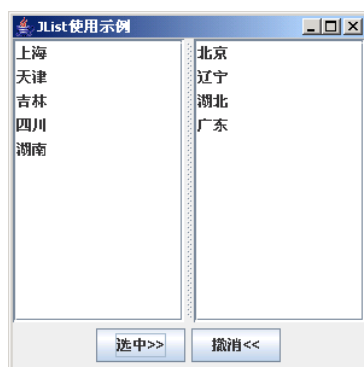 JList使用示例
上海
天津
吉林
四川
湖南
北京
辽宁
湖北
广东
选中>>
撤消<<